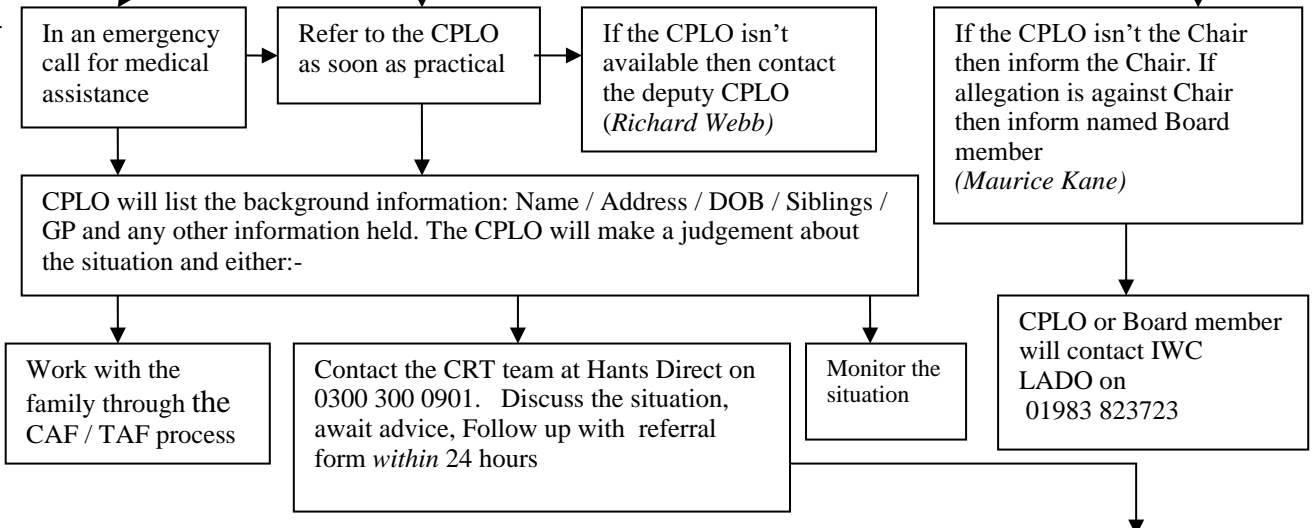 In an emergency
call for medical
assistance
Refer to the CPLO
as soon as practical
If the CPLO isn't
available then contact
the deputy CPLO
(Richard Webb)
If the CPLO isn't the Chair
then inform the Chair. If
allegation is against Chair
then inform named Board
member
(Maurice Kane)
CPLO will list the background information: Name / Address / DOB / Siblings /
GP and any other information held. The CPLO will make a judgement about
the situation and either:-
Work with the
family through the
CAF / TAF process
Contact the CRT team at Hants Direct on
0300 300 0901. Discuss the situation,
await advice, Follow up with referral
form within 24 hours
Monitor the
situation
CPLO or Board member
will contact IWC
LADO on
01983 823723